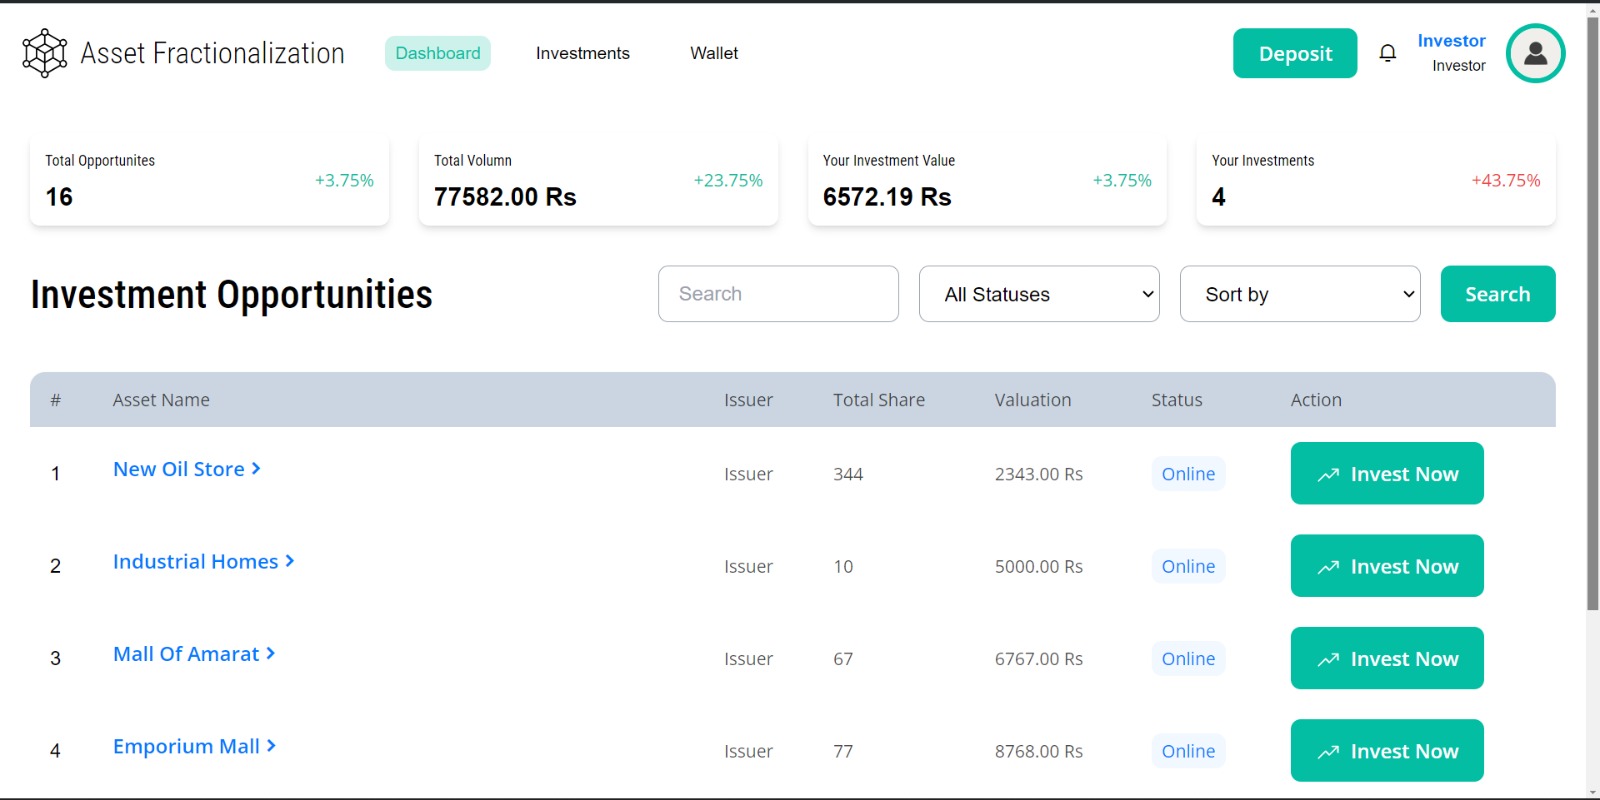 Asset Fractionalization Dashboard Investments Wallet Deposit Investor
Investor
Total Opportunites
16 +3.75%
Total Volumn
77582.00 Rs +23.75%
Your Investment Value
6572.19 Rs +3.75%
Your Investments
4 +43.75%
Investment Opportunities Search All Statuses Sort by Search
# Asset Name Issuer Total Share Valuation Status Action
1 New Oil Store Issuer 344 2343.00 Rs Online Invest Now
2 Industrial Homes Issuer 10 5000.00 Rs Online Invest Now
3 Mall Of Amarat Issuer 67 6767.00 Rs Online Invest Now
4 Emporium Mall Issuer 77 8768.00 Rs Online Invest Now